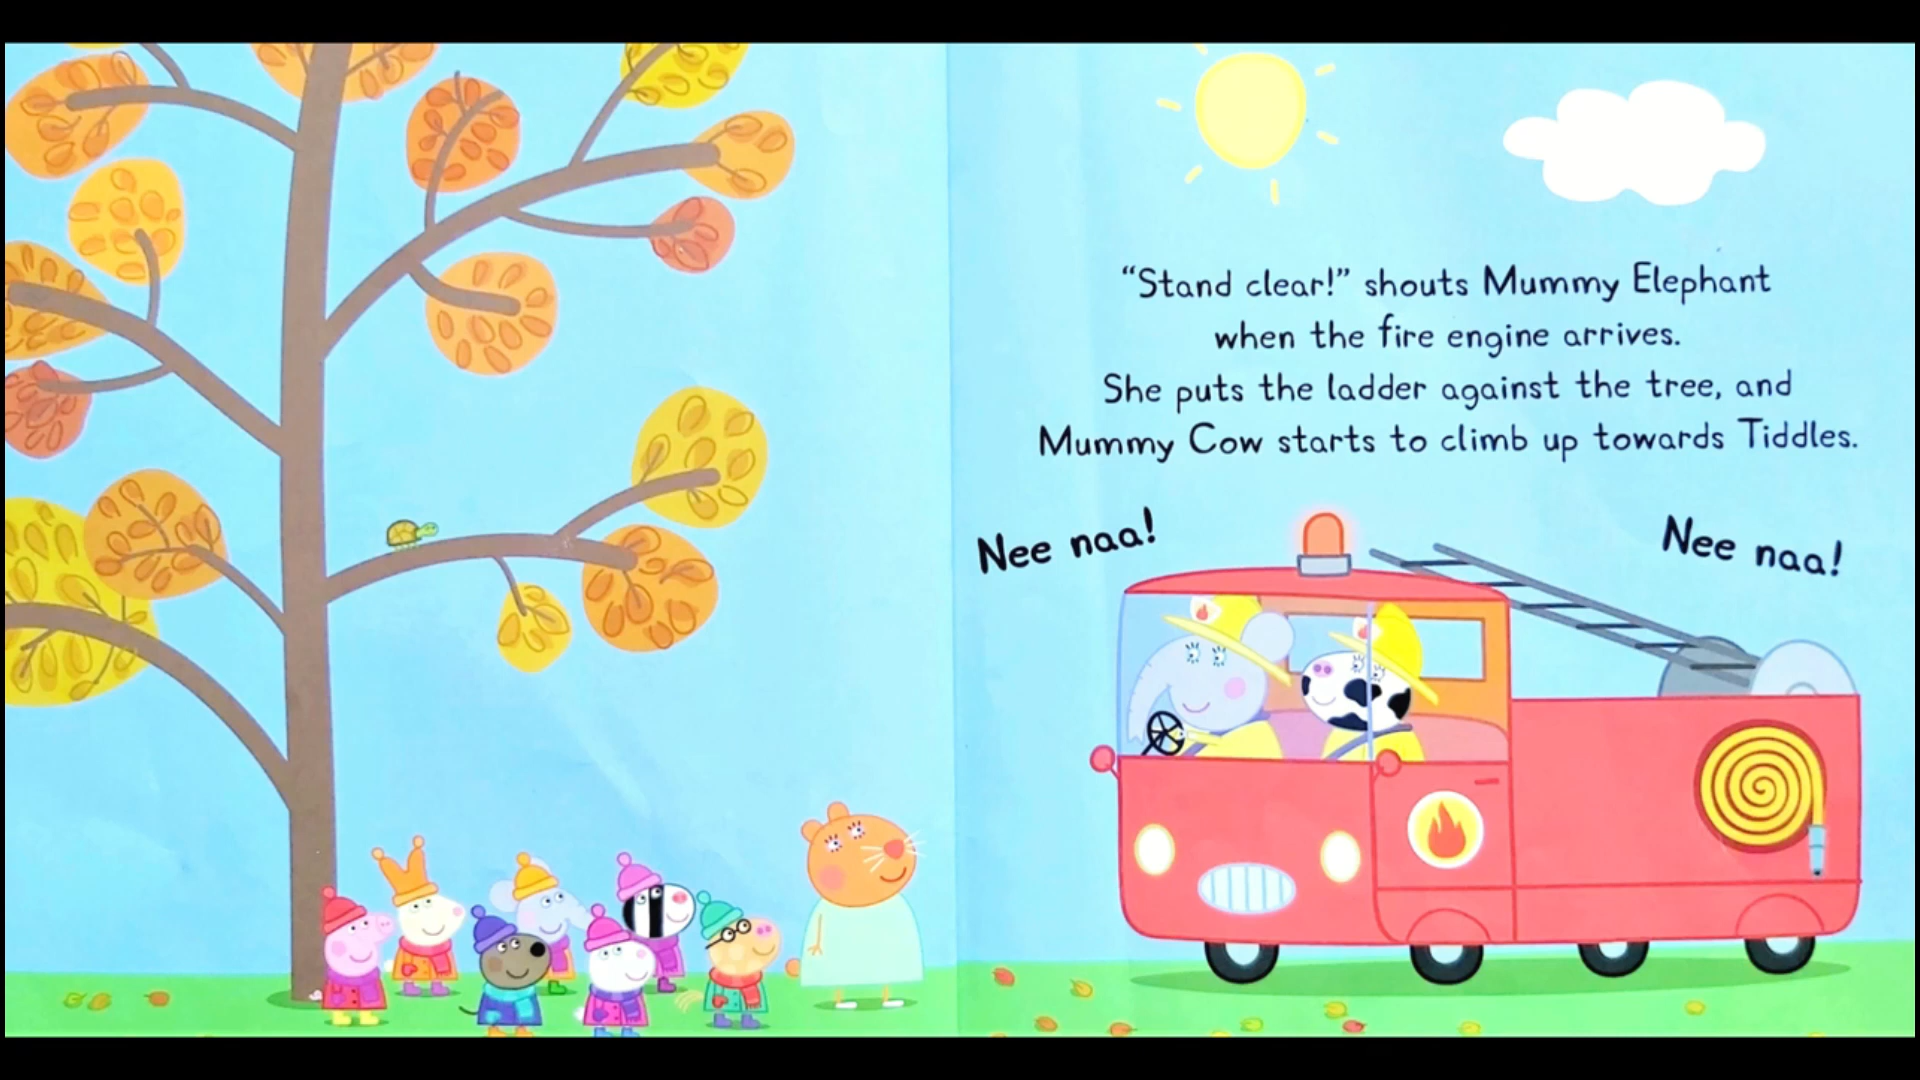 “Stand clear!” shouts Mummy Elephant
when the fire engine arrives.
She puts the ladder against the tree, and
Mummy Cow starts to climb up towards Tiddles.
Nee naa!
Nee naa!